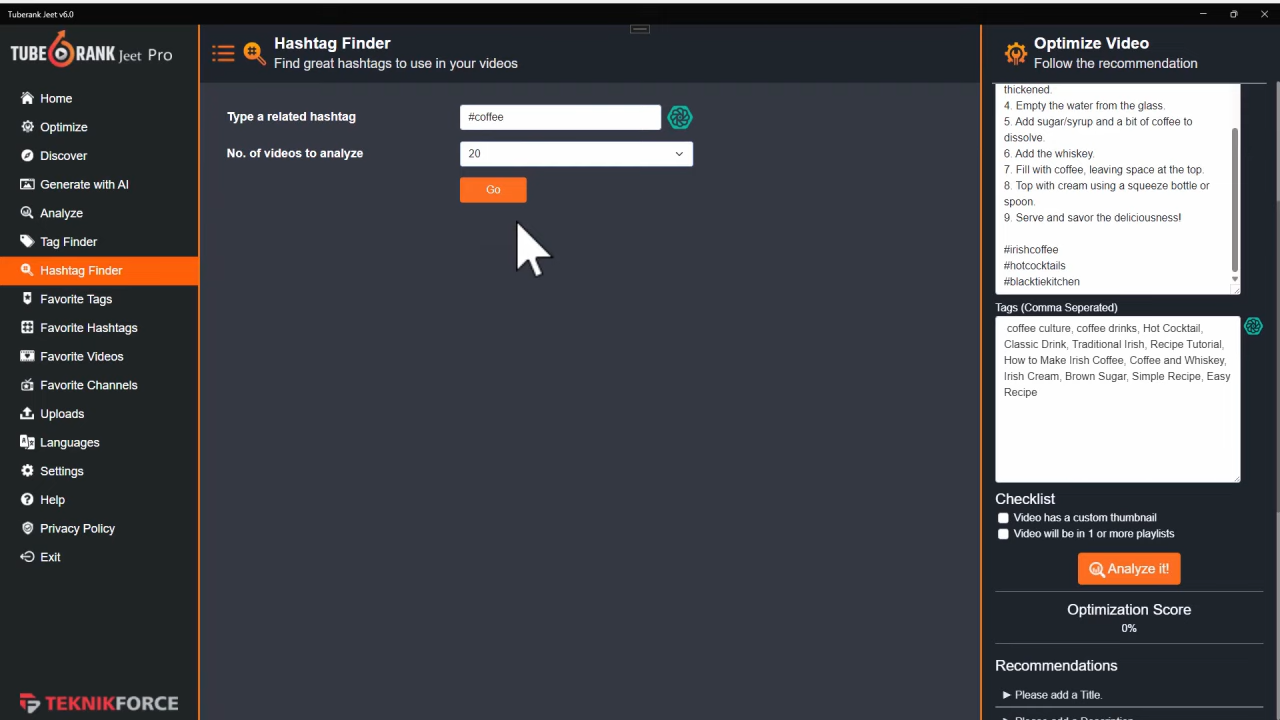 Tuberank Jeet v6.0
TUBE RANK Jeet Pro
Home
Optimize
Discover
Generate with AI
Analyze
Tag Finder
Hashtag Finder
Favorite Tags
Favorite Hashtags
Favorite Videos
Favorite Channels
Uploads
Languages
Settings
Help
Privacy Policy
Exit
TEKNIKFORCE
Hashtag Finder
Find great hashtags to use in your videos
Type a related hashtag
#coffee
No. of videos to analyze
20
Go
Optimize Video
Follow the recommendation
thickened.
4. Empty the water from the glass.
5. Add sugar/syrup and a bit of coffee to
dissolve.
6. Add the whiskey.
7. Fill with coffee, leaving space at the top.
8. Top with cream using a squeeze bottle or
spoon.
9. Serve and savor the deliciousness!
#irishcoffee
#hotcocktails
#blacktiekitchen
Tags (Comma Seperated)
coffee culture, coffee drinks, Hot Cocktail,
Classic Drink, Traditional Irish, Recipe Tutorial,
How to Make Irish Coffee, Coffee and Whiskey,
Irish Cream, Brown Sugar, Simple Recipe, Easy
Recipe
Checklist
Video has a custom thumbnail
Video will be in 1 or more playlists
Analyze it!
Optimization Score
0%
Recommendations
Please add a Title.
Please add a Description.